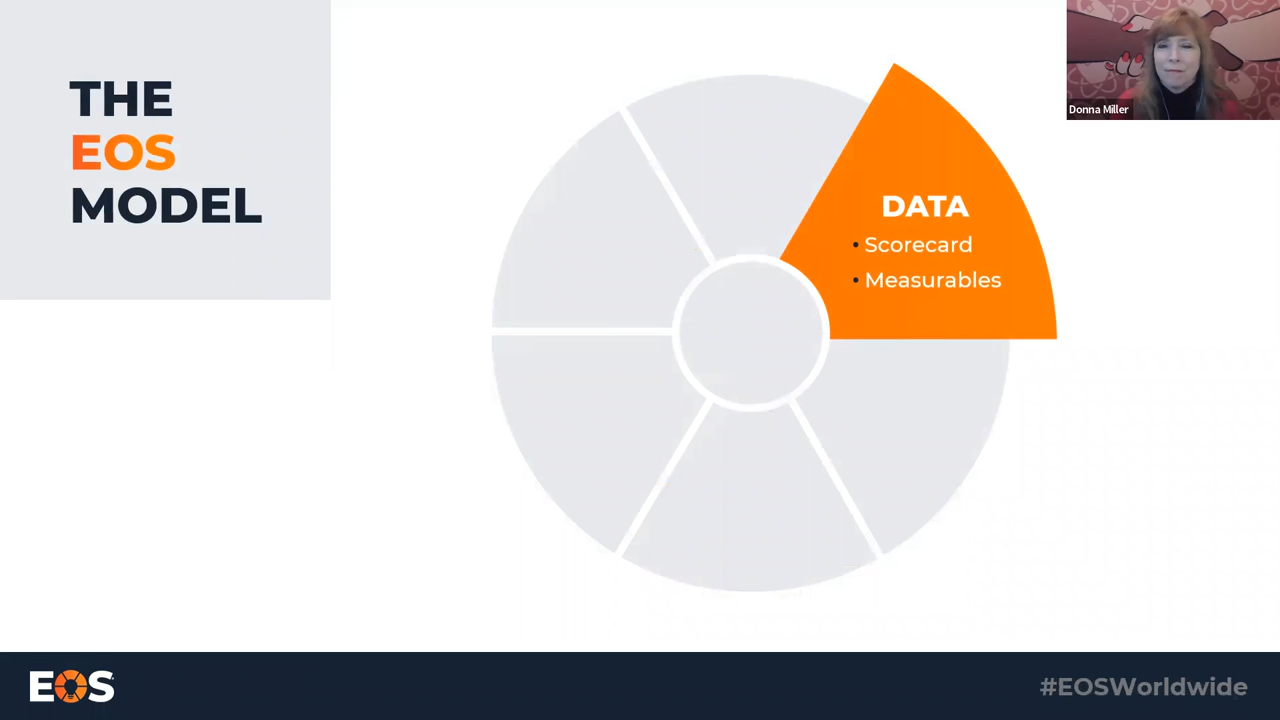 THE
EOS
MODEL
Donna Miller
DATA
• Scorecard
• Measurables
EOS
#EOSWorldwide